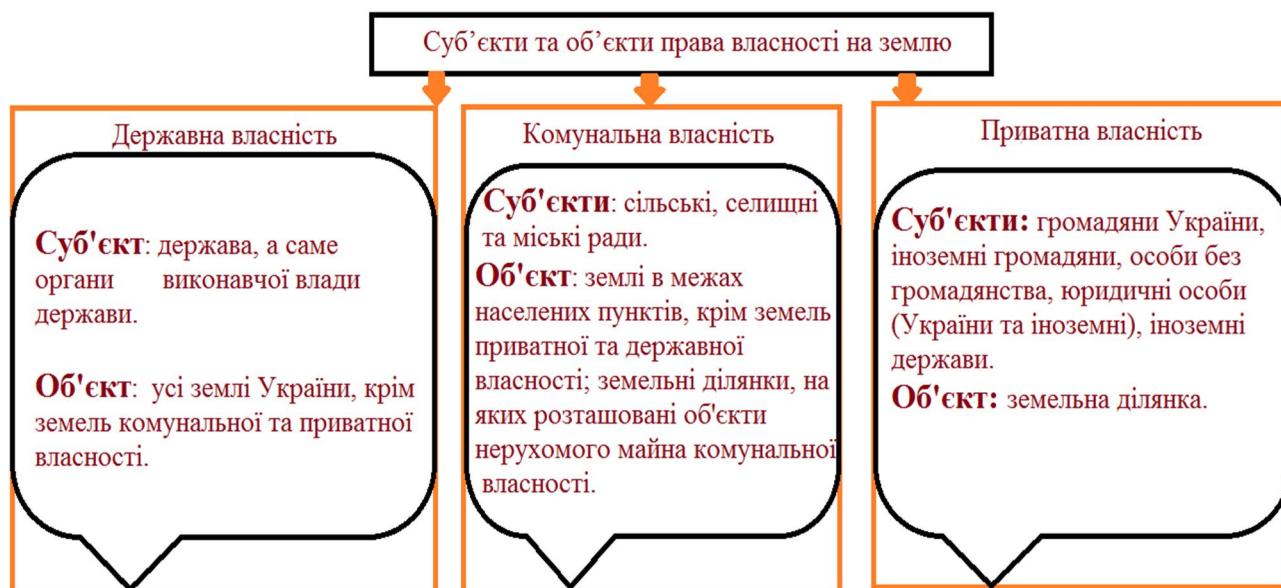 Суб’єкти та об’єкти права власності на землю
Державна власність
Суб'єкт: держава, а саме
органи виконавчої влади
держави.
Об'єкт: усі землі України, крім
земель комунальної та приватної
власності.
Комунальна власність
Суб'єкти: сільські, селищні
та міські ради.
Об'єкт: землі в межах
населених пунктів, крім земель
приватної та державної
власності; земельні ділянки, на
яких розташовані об'єкти
нерухомого майна комунальної
власності.
Приватна власність
Суб'єкти: громадяни України,
іноземні громадяни, особи без
громадянства, юридичні особи
(України та іноземні), іноземні
держави.
Об'єкт: земельна ділянка.